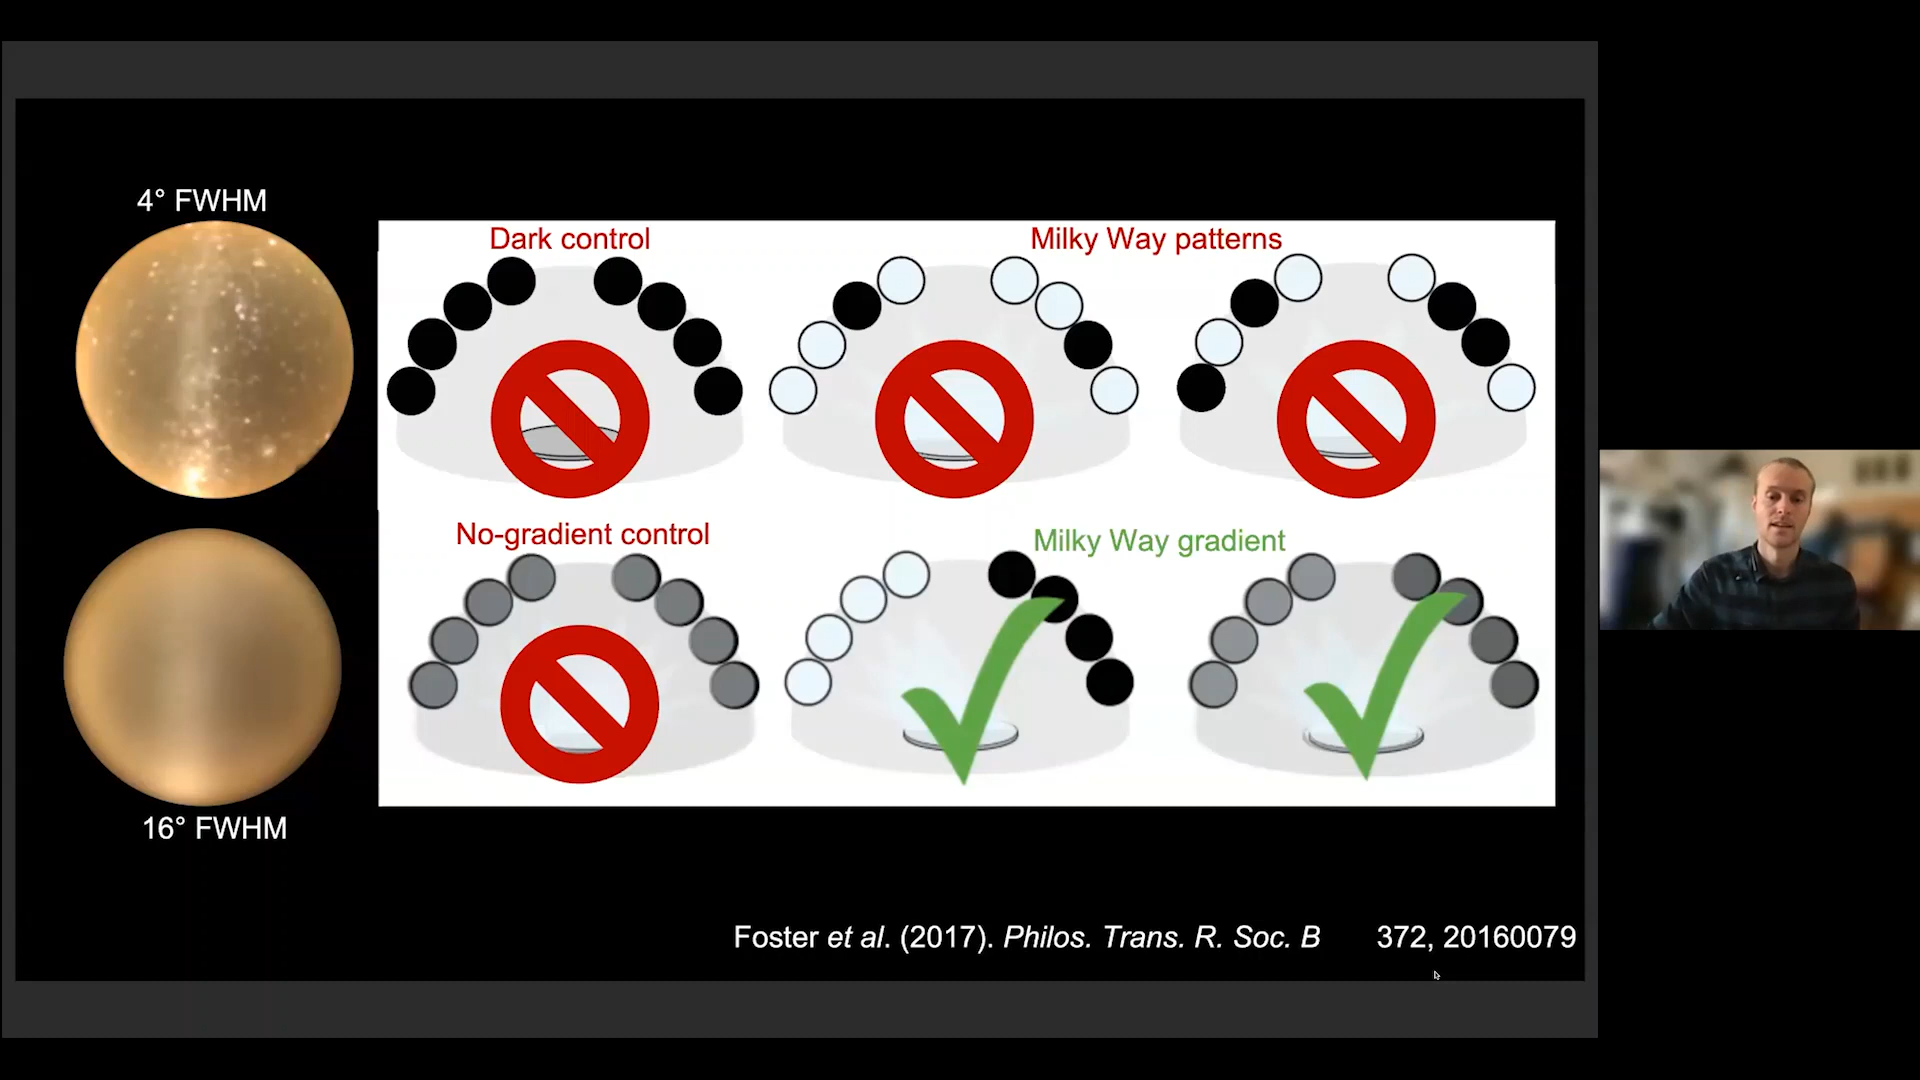 4° FWHM
Dark control
Milky Way patterns
No-gradient control
Milky Way gradient
16° FWHM
Foster et al. (2017). Philos. Trans. R. Soc. B 372, 20160079